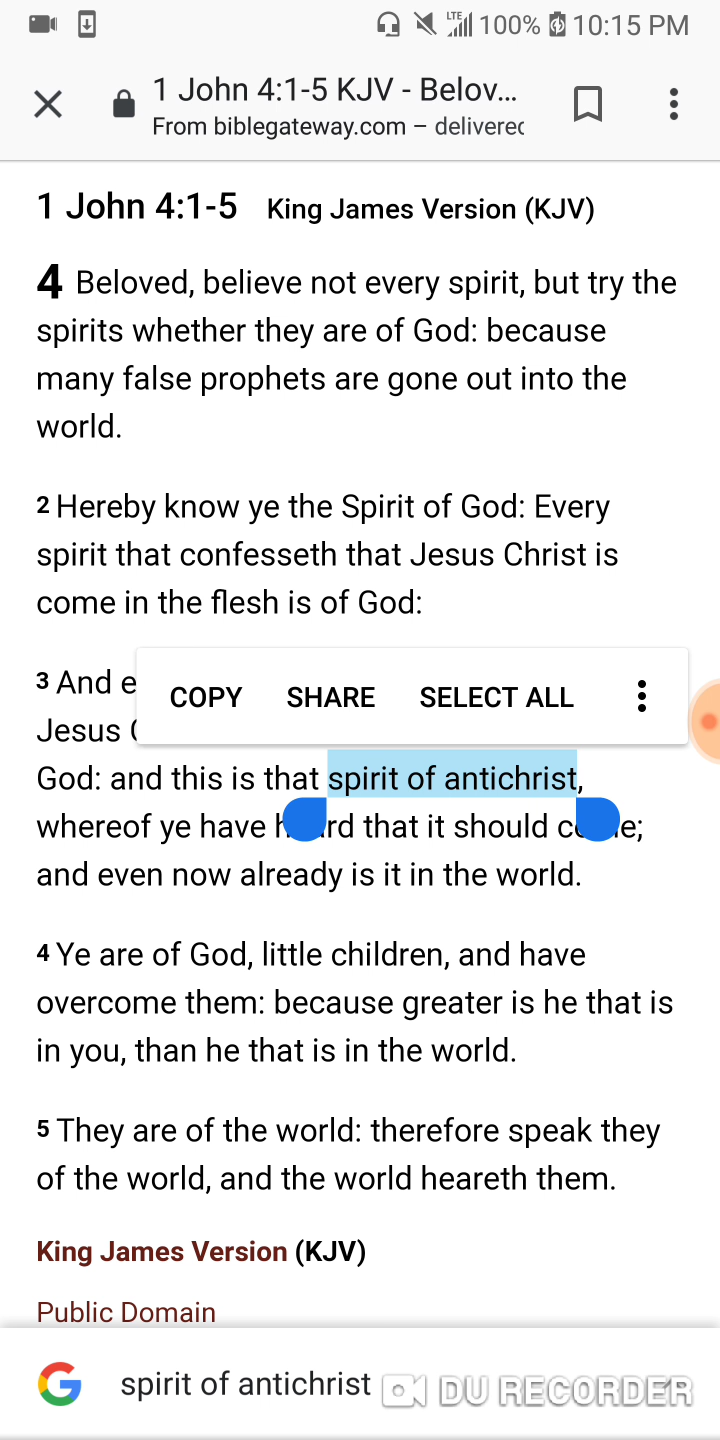 LTE 100% 10:15 PM
1 John 4:1-5 KJV - Belov...
From biblegateway.com – delivered
1 John 4:1-5 King James Version (KJV)
4 Beloved, believe not every spirit, but try the
spirits whether they are of God: because
many false prophets are gone out into the
world.
2 Hereby know ye the Spirit of God: Every
spirit that confesseth that Jesus Christ is
come in the flesh is of God:
3 And e
COPY SHARE SELECT ALL
Jesus
God: and this is that spirit of antichrist,
whereof ye have h rd that it should c e;
and even now already is it in the world.
4 Ye are of God, little children, and have
overcome them: because greater is he that is
in you, than he that is in the world.
5 They are of the world: therefore speak they
of the world, and the world heareth them.
King James Version (KJV)
Public Domain
G spirit of antichrist DU RECORDER